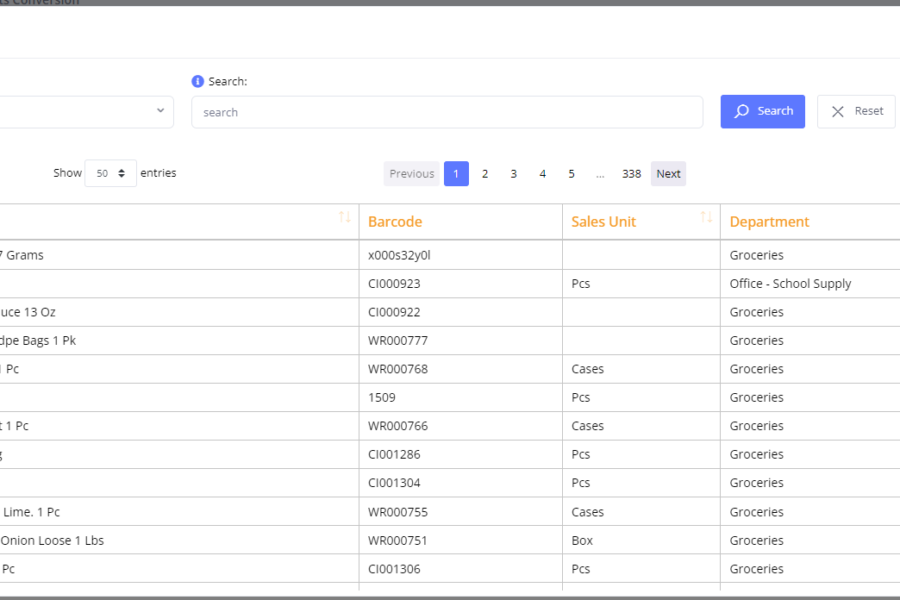 ts Conversion
Search:
search
Search
Reset
Show 50 entries
Previous 1 2 3 4 5 ... 338 Next
Barcode Sales Unit Department
7 Grams x000s32y0l Groceries
CI000923 Pcs Office - School Supply
uce 13 Oz CI000922 Groceries
dpe Bags 1 Pk WR000777 Groceries
1 Pc WR000768 Cases Groceries
1509 Pcs Groceries
t 1 Pc WR000766 Cases Groceries
g CI001286 Pcs Groceries
CI001304 Pcs Groceries
Lime. 1 Pc WR000755 Cases Groceries
Onion Loose 1 Lbs WR000751 Box Groceries
Pc CI001306 Pcs Groceries